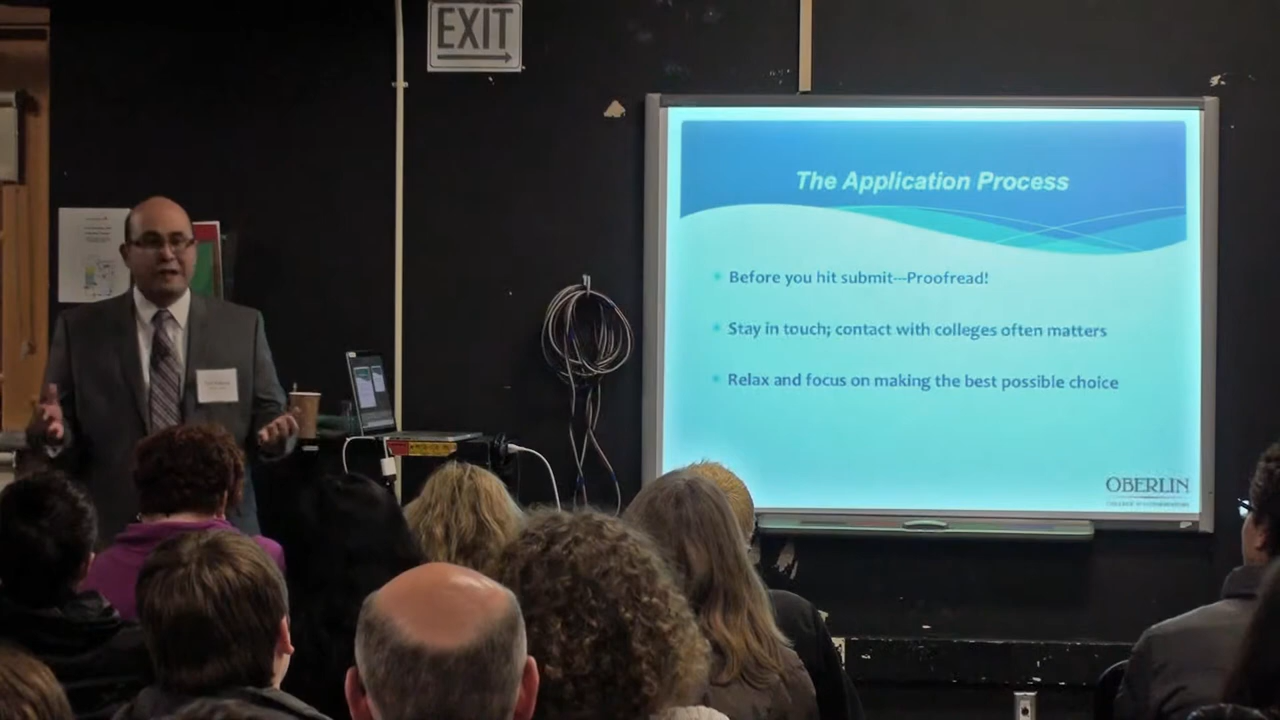 EXIT
The Application Process
Before you hit submit---Proofread!
Stay in touch; contact with colleges often matters
Relax and focus on making the best possible choice
OBERLIN